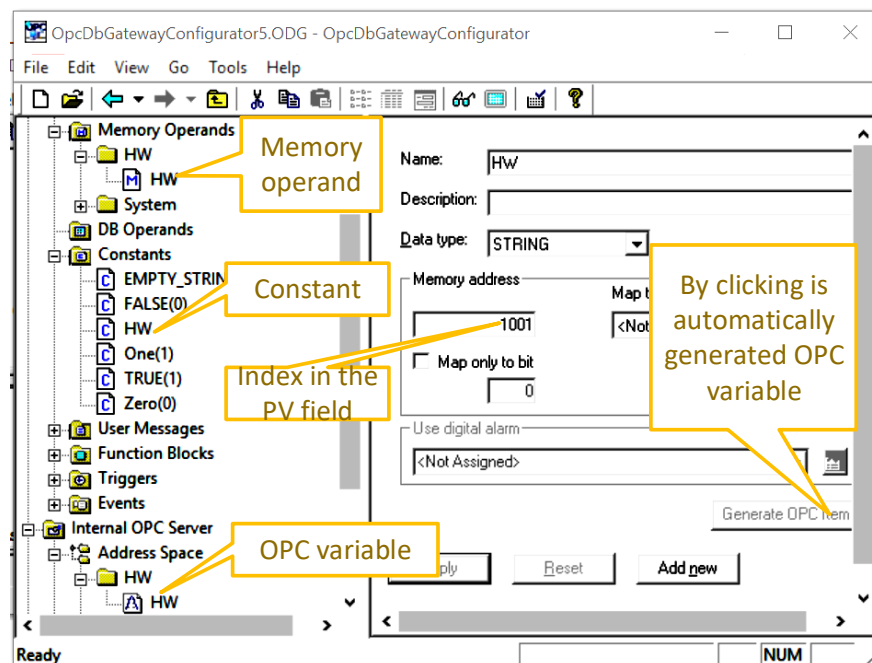 OpcDbGatewayConfigurator5.ODG - OpcDbGatewayConfigurator
File Edit View Go Tools Help
Memory Operands
HW
HW
System
DB Operands
Constants
EMPTY_STRIN
FALSE(0)
HW
One(1)
TRUE(1)
Zero(0)
User Messages
Function Blocks
Triggers
Events
Internal OPC Server
Address Space
HW
HW
Memory
operand
Constant
Index in the
PV field
OPC variable
Name: HW
Description:
Data type: STRING
Memory address
Map t
1001
<Not
Map only to bit
0
Use digital alarm
<Not Assigned>
By clicking is
automatically
generated OPC
variable
Generate OPC Item
ply Reset Add new
Ready NUM